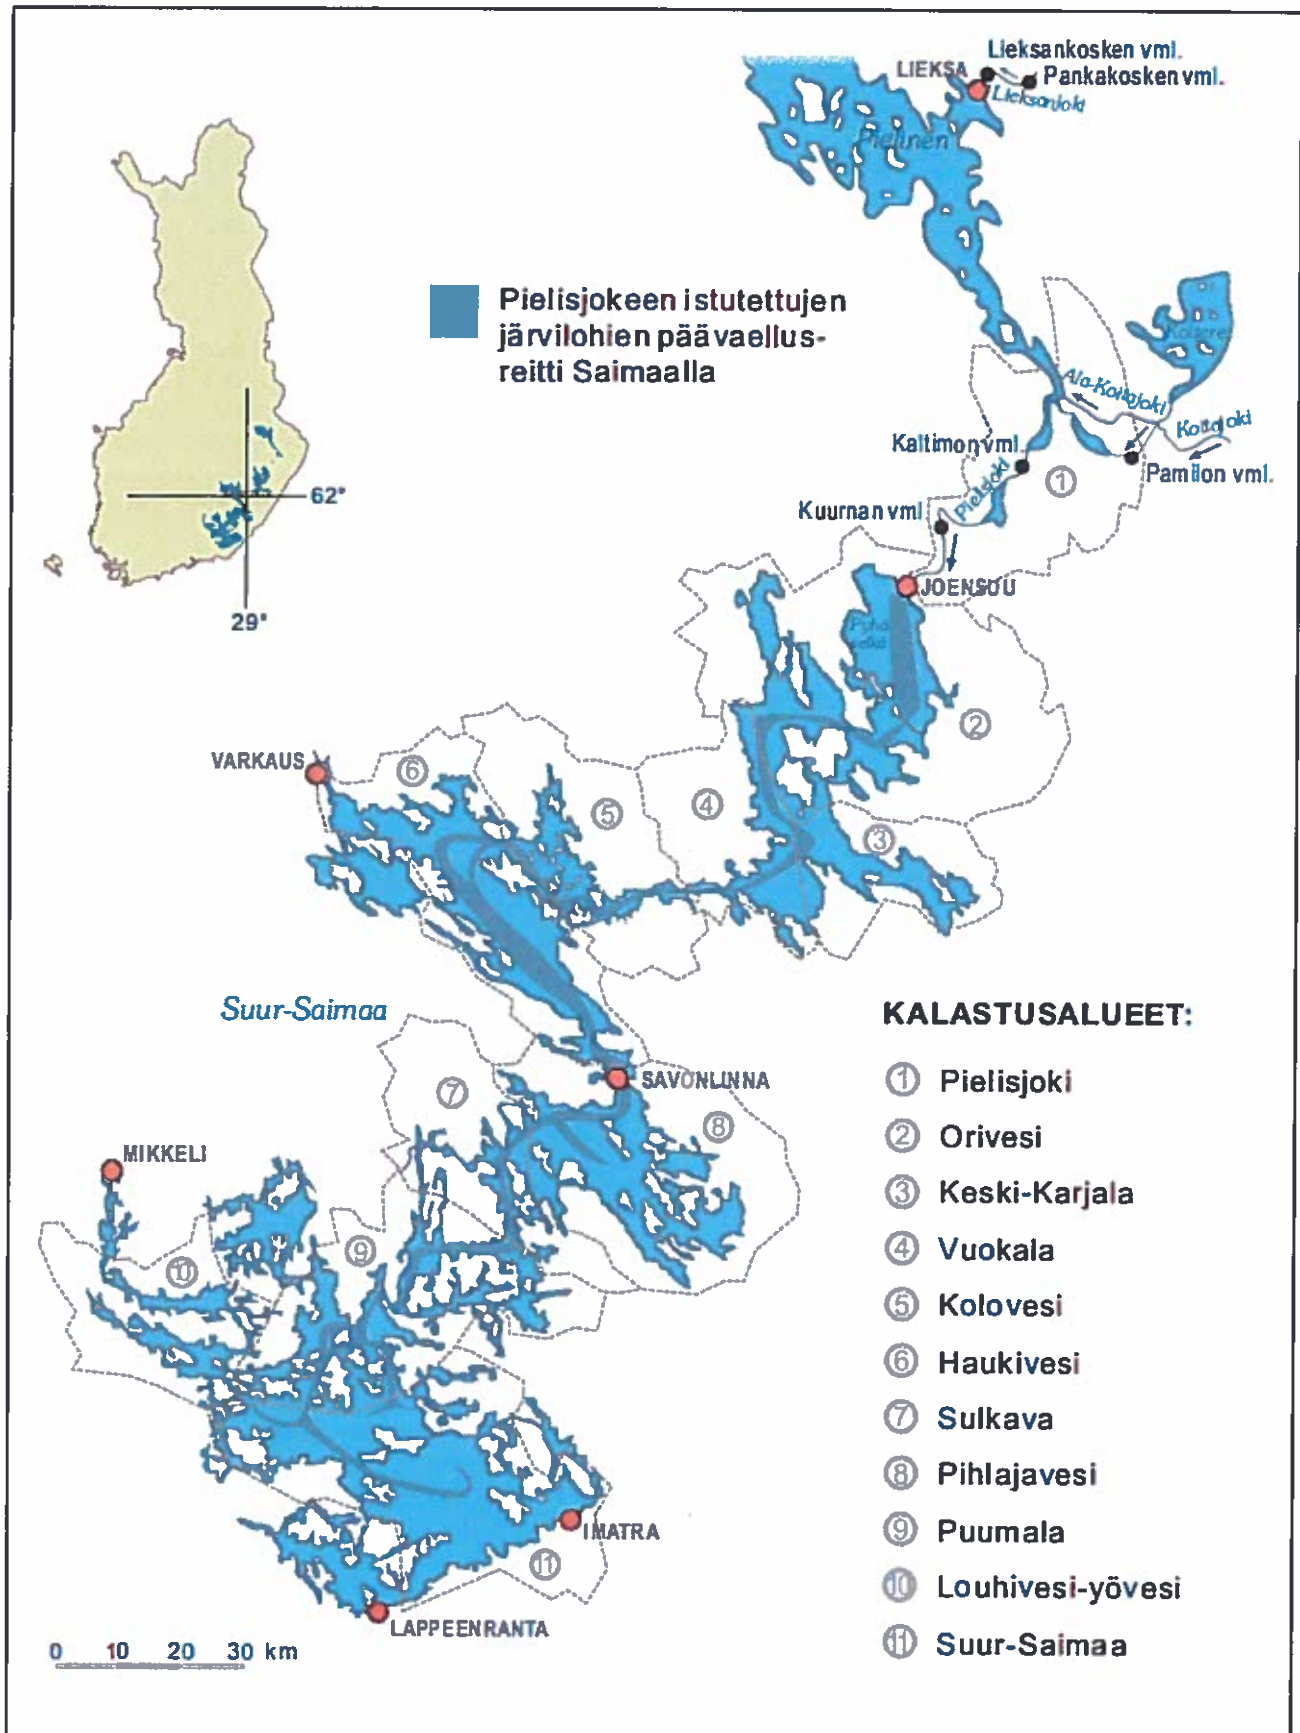 Lieksankosken vml.
LIEKSA
Pankakosken vml.
Lieksanjoki
Pielinen
Pielisjokeen istutettujen
järvilohien päävaellus-
reitti Saimaalla
Koitere
Ala-Koitajoki
Koitajoki
Kaltimon vml.
Pamilon vml.
Pielisjoki
1
62°
Kuurnan vml
JOENSUU
29°
Pyhä
selkä
2
VARKAUS
6
5
4
3
Suur-Saimaa
KALASTUSALUEET:
SAVONLINNA
7
8
MIKKELI
9
10
1 Pielisjoki
2 Orivesi
3 Keski-Karjala
4 Vuokala
5 Kolovesi
6 Haukivesi
7 Sulkava
8 Pihlajavesi
9 Puumala
10 Louhivesi-yövesi
11 Suur-Saimaa
IMATRA
11
LAPPEENRANTA
0 10 20 30 km